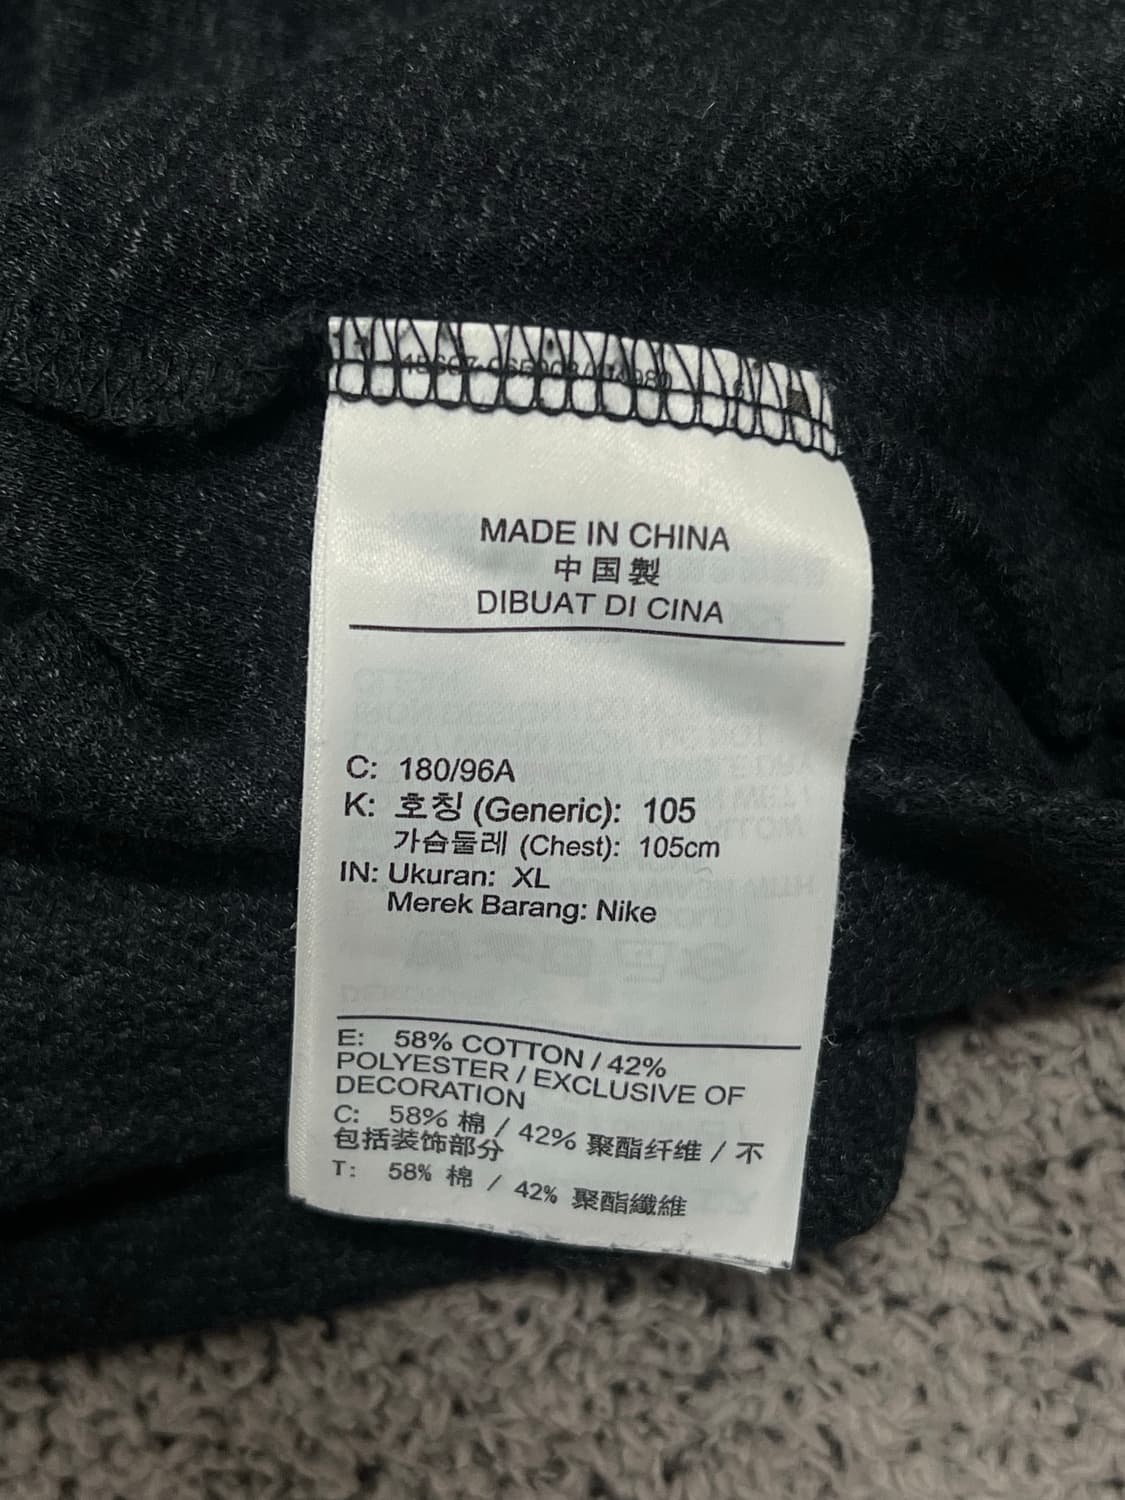 MADE IN CHINA
中国製
DIBUAT DI CINA
C: 180/96A
K: 호칭 (Generic): 105
가슴둘레 (Chest): 105cm
IN: Ukuran: XL
Merek Barang: Nike
E: 58% COTTON / 42%
POLYESTER / EXCLUSIVE OF
DECORATION
C: 58% 棉 / 42% 聚酯纤维 / 不
包括装饰部分
T: 58% 棉 / 42% 聚酯纖維